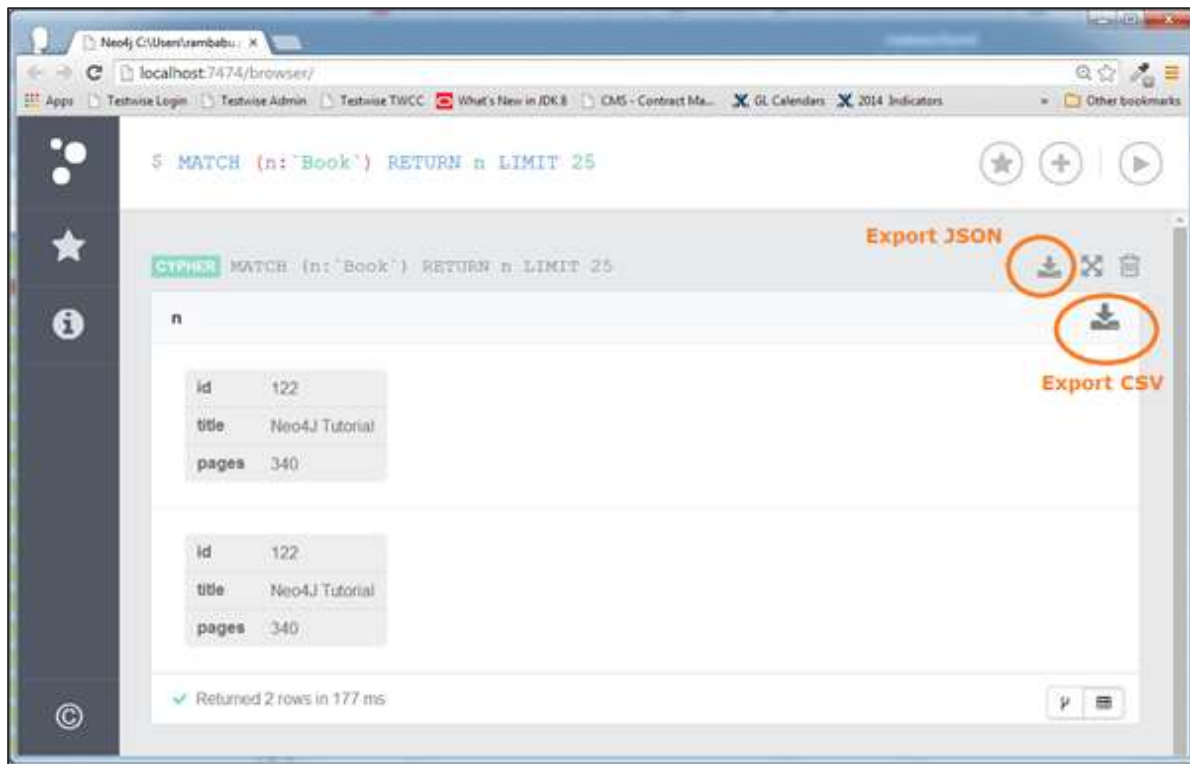 Neo4j C:\Users\rambabu.
localhost:7474/browser/
Apps Testwise Login Testwise Admin Testwise TWCC What's New in JDK 8 CMS - Contract Ma... GL Calendars 2014 Indicators » Other bookmarks
$ MATCH (n:`Book`) RETURN n LIMIT 25
Export JSON
CYPHER MATCH (n:`Book`) RETURN n LIMIT 25
n
Export CSV
id 122
title Neo4J Tutorial
pages 340
id 122
title Neo4J Tutorial
pages 340
Returned 2 rows in 177 ms
©